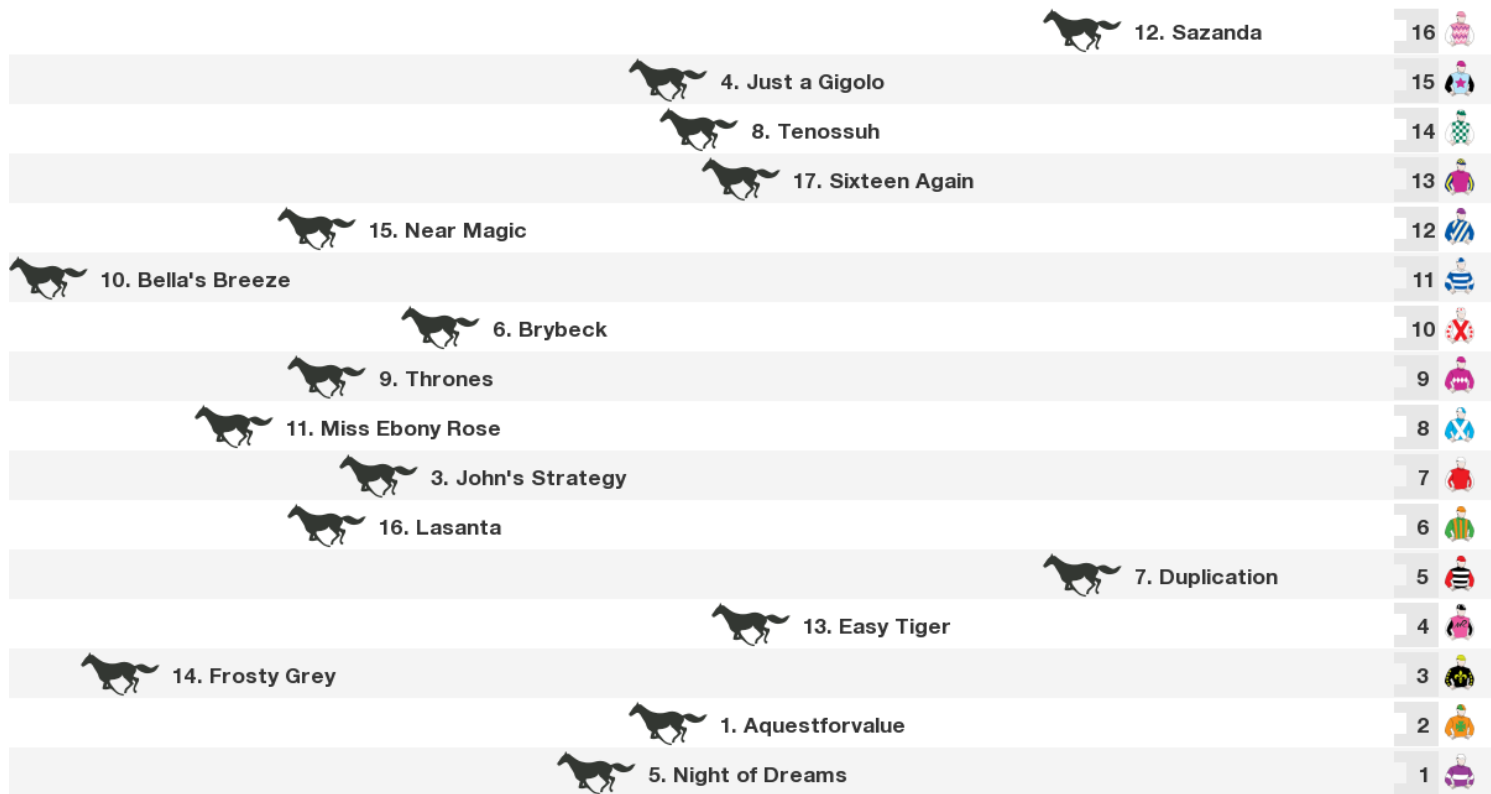 12. Sazanda 16
4. Just a Gigolo 15
8. Tenossuh 14
17. Sixteen Again 13
15. Near Magic 12
10. Bella's Breeze 11
6. Brybeck 10
9. Thrones 9
11. Miss Ebony Rose 8
3. John's Strategy 7
16. Lasanta 6
7. Duplication 5
13. Easy Tiger 4
14. Frosty Grey 3
1. Aquestforvalue 2
5. Night of Dreams 1